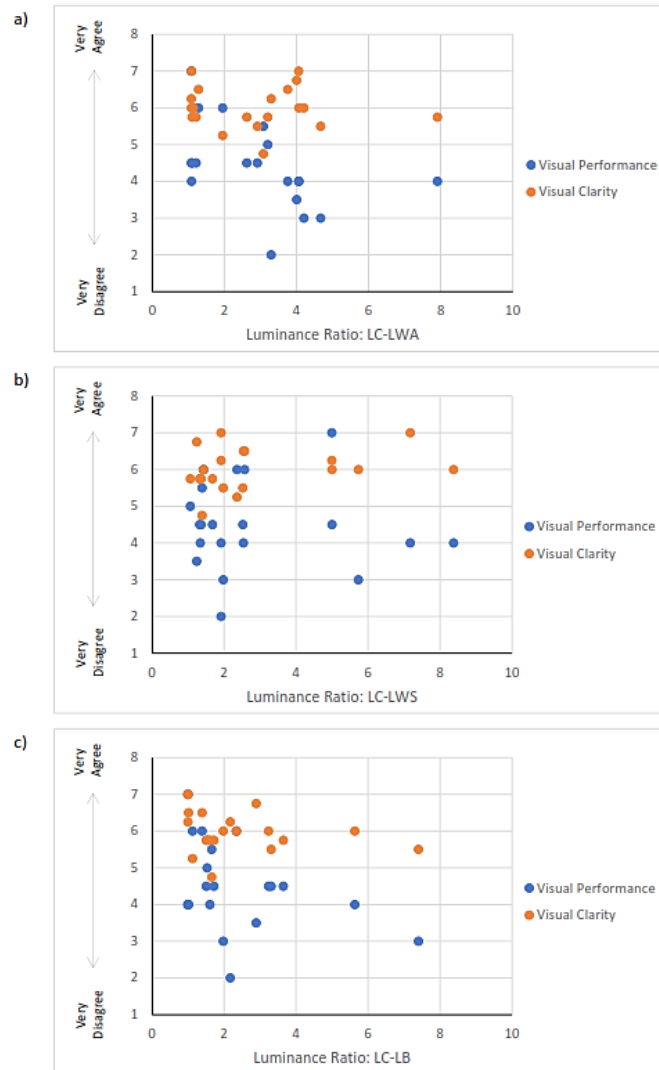 a)
Very
Agree
Very
Disagree
8
7
6
5
4
3
2
1
0
2
4
6
8
10
Luminance Ratio: LC-LWA
Visual Performance
Visual Clarity
b)
Very
Agree
Very
Disagree
8
7
6
5
4
3
2
1
0
2
4
6
8
10
Luminance Ratio: LC-LWS
Visual Performance
Visual Clarity
c)
Very
Agree
Very
Disagree
8
7
6
5
4
3
2
1
0
2
4
6
8
10
Luminance Ratio: LC-LB
Visual Performance
Visual Clarity